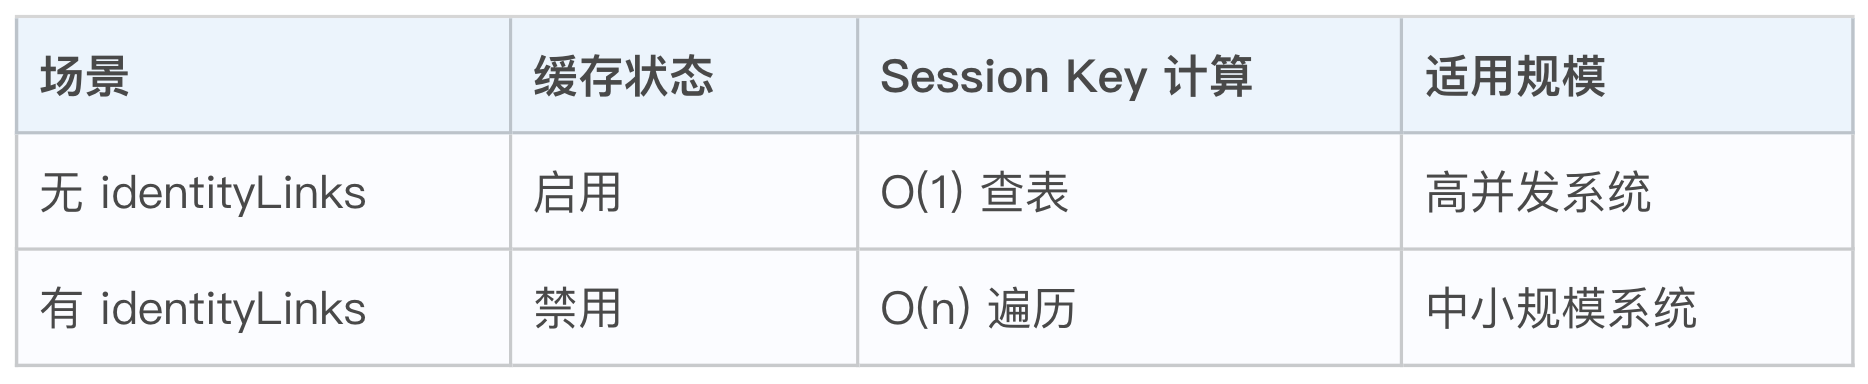 场景 缓存状态 Session Key 计算 适用规模
无 identityLinks 启用 O(1) 查表 高并发系统
有 identityLinks 禁用 O(n) 遍历 中小规模系统